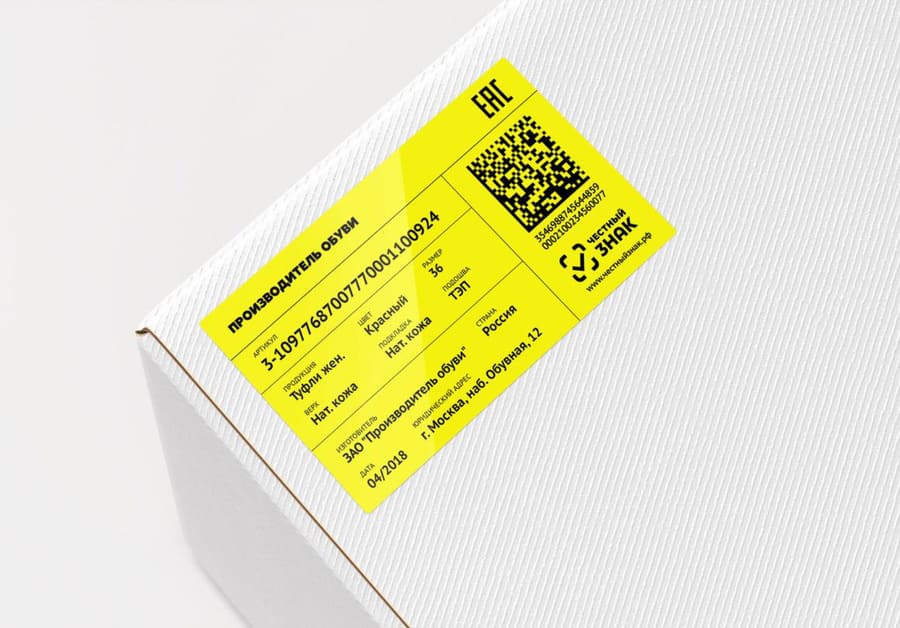 ПРОИЗВОДИТЕЛЬ ОБУВИ
EAC
АРТИКУЛ
3-10977687007770001100924
ПРОДУКЦИЯ
Туфли жен.
ЦВЕТ
Красный
РАЗМЕР
36
ВЕРХ
Нат. кожа
ПОДКЛАДКА
Нат. кожа
ПОДОШВА
ТЭП
ИЗГОТОВИТЕЛЬ
ЗАО "Производитель обуви"
СТРАНА
Россия
ДАТА
04/2018
ЮРИДИЧЕСКИЙ АДРЕС
г. Москва, наб. Обувная, 12
3546988745644859
0002100234560077
ЧЕСТНЫЙ
ЗНАК
www.честныйзнак.рф